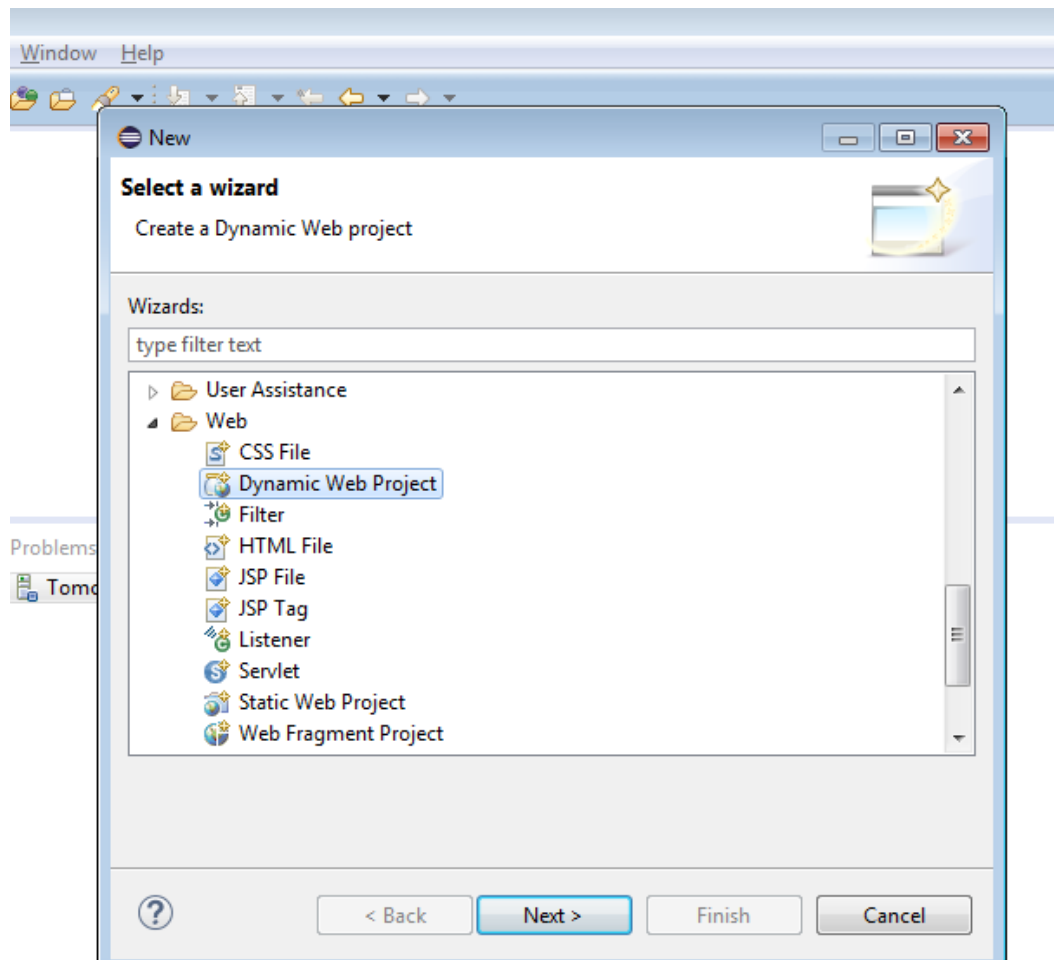 Window Help
New
Select a wizard
Create a Dynamic Web project
Wizards:
type filter text
User Assistance
Web
CSS File
Dynamic Web Project
Filter
HTML File
Problems
JSP File
JSP Tag
Listener
Servlet
Static Web Project
Web Fragment Project
< Back Next > Finish Cancel